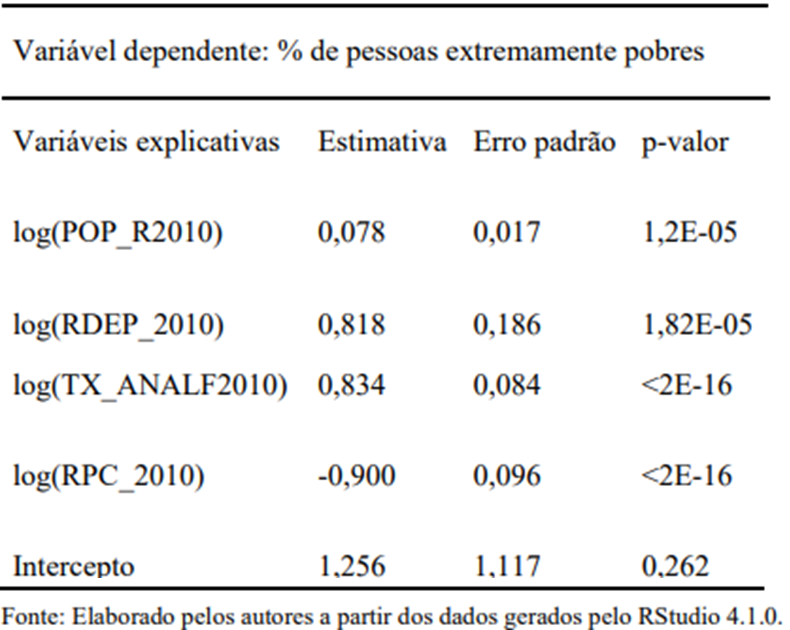 Variável dependente: % de pessoas extremamente pobres
Variáveis explicativas Estimativa Erro padrão p-valor
log(POP_R2010) 0,078 0,017 1,2E-05
log(RDEP_2010) 0,818 0,186 1,82E-05
log(TX_ANALF2010) 0,834 0,084 <2E-16
log(RPC_2010) -0,900 0,096 <2E-16
Intercepto 1,256 1,117 0,262
Fonte: Elaborado pelos autores a partir dos dados gerados pelo RStudio 4.1.0.